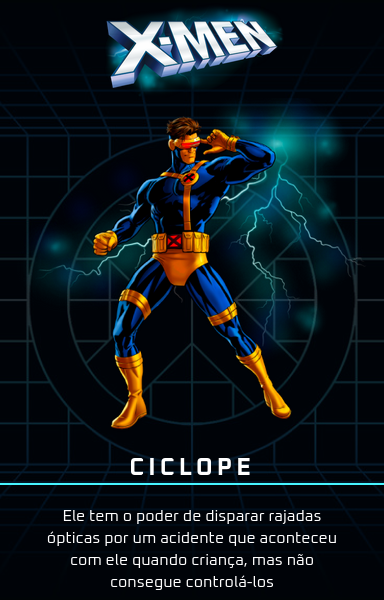 X-MEN
CICLOPE
Ele tem o poder de disparar rajadas
ópticas por um acidente que aconteceu
com ele quando criança, mas não
consegue controlá-los